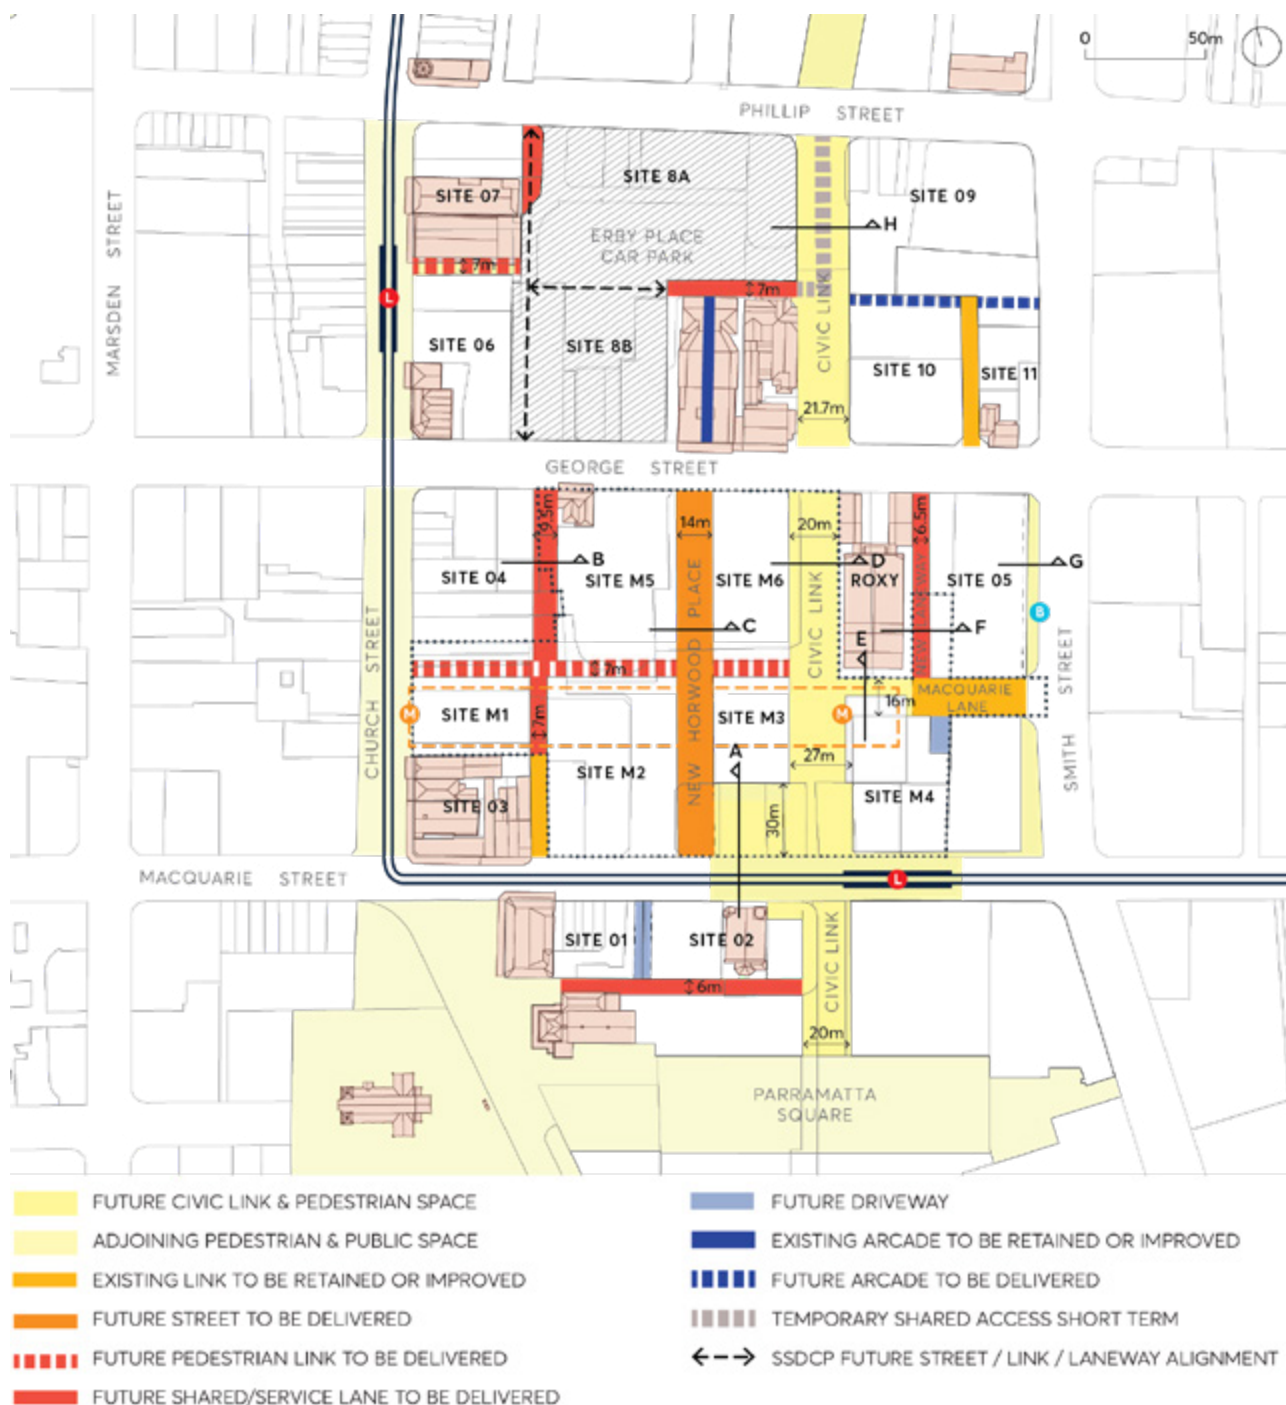 0 50m
PHILLIP STREET
MARSDEN STREET
SITE 07
SITE 8A
SITE 09
H
ERBY PLACE
CAR PARK
7m
7m
L
CIVIC LINK
SITE 06
SITE 8B
SITE 10
SITE 11
21.7m
GEORGE STREET
14m
20m
6.5m
B
D
G
SITE 04
SITE M5
SITE M6
ROXY
SITE 05
B
CIVIC LINK
NEW HORWOOD PLACE
C
E
F
CHURCH STREET
SMITH STREET
7m
MACQUARIE
LANE
16m
M
SITE M1
7m
SITE M3
M
A
27m
SITE M2
SITE M4
SITE 03
30m
MACQUARIE STREET
L
SITE 01
SITE 02
CIVIC LINK
6m
20m
PARRAMATTA
SQUARE
FUTURE CIVIC LINK & PEDESTRIAN SPACE
ADJOINING PEDESTRIAN & PUBLIC SPACE
EXISTING LINK TO BE RETAINED OR IMPROVED
FUTURE STREET TO BE DELIVERED
FUTURE PEDESTRIAN LINK TO BE DELIVERED
FUTURE SHARED/SERVICE LANE TO BE DELIVERED
FUTURE DRIVEWAY
EXISTING ARCADE TO BE RETAINED OR IMPROVED
FUTURE ARCADE TO BE DELIVERED
TEMPORARY SHARED ACCESS SHORT TERM
SSDCP FUTURE STREET / LINK / LANEWAY ALIGNMENT